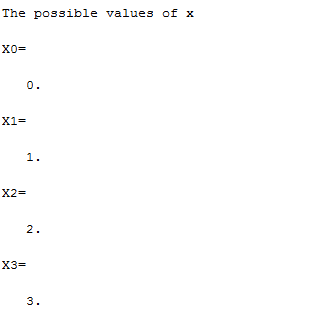 The possible values of x
X0=
0.
X1=
1.
X2=
2.
X3=
3.